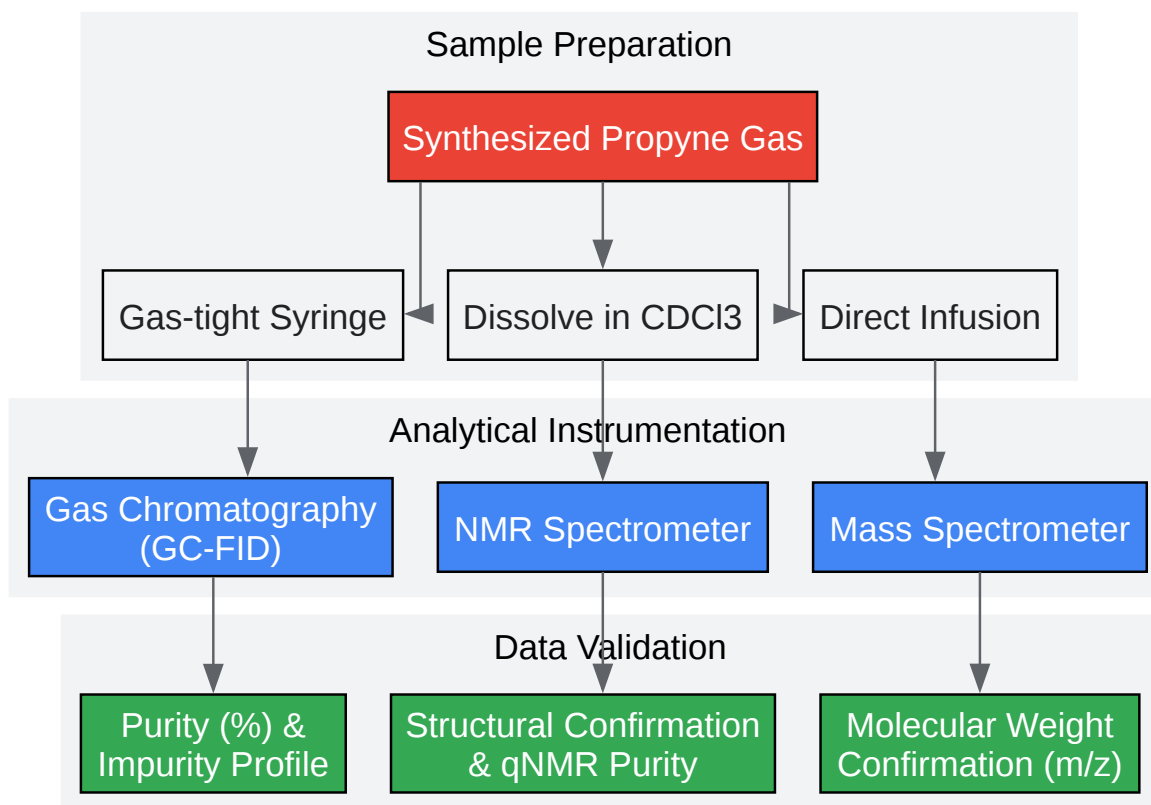 Sample Preparation
Synthesized Propyne Gas
Gas-tight Syringe
Dissolve in CDCl3
Direct Infusion
Analytical Instrumentation
Gas Chromatography
(GC-FID)
NMR Spectrometer
Mass Spectrometer
Data Validation
Purity (%) &
Impurity Profile
Structural Confirmation
& qNMR Purity
Molecular Weight
Confirmation (m/z)